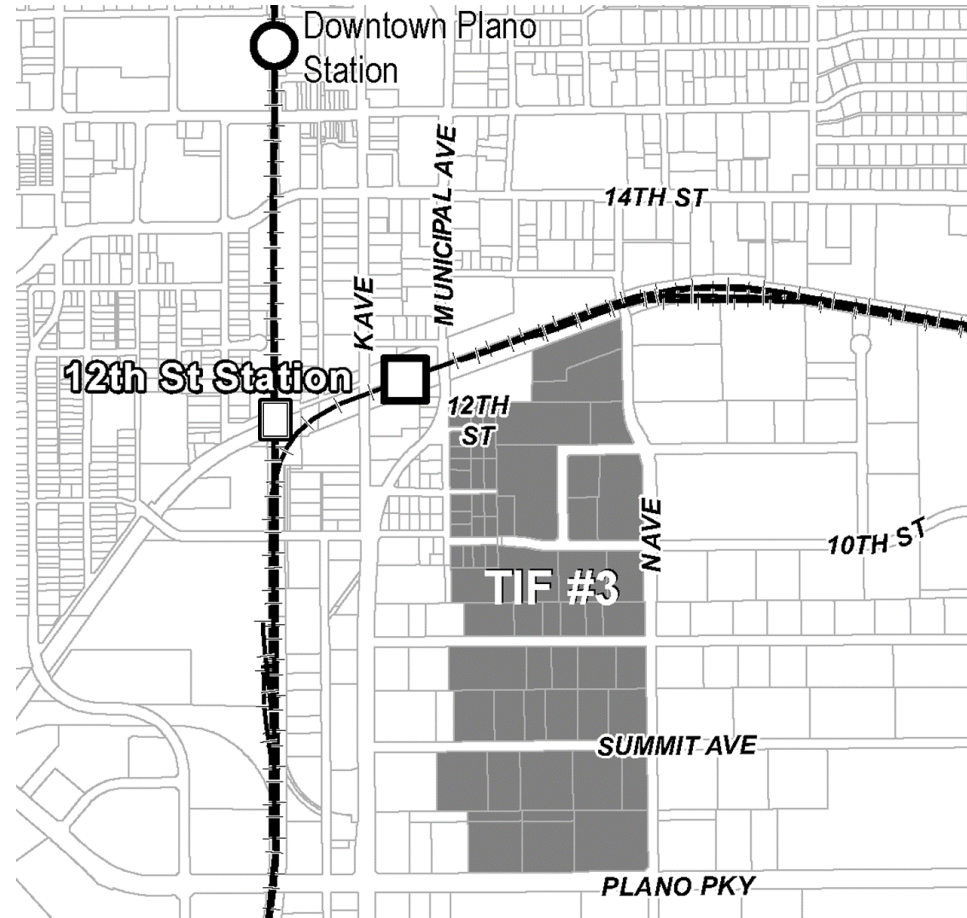 Downtown Plano
Station
MUNICIPAL AVE
14TH ST
K AVE
12th St Station
12TH
ST
N AVE
10TH ST
TIF #3
SUMMIT AVE
PLANO PKY